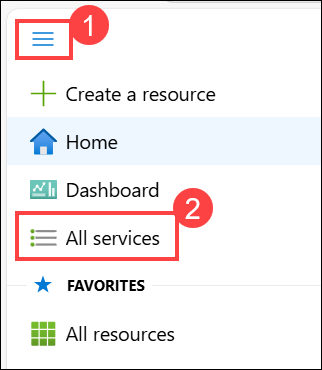 1
Create a resource
Home
Dashboard
2
All services
FAVORITES
All resources